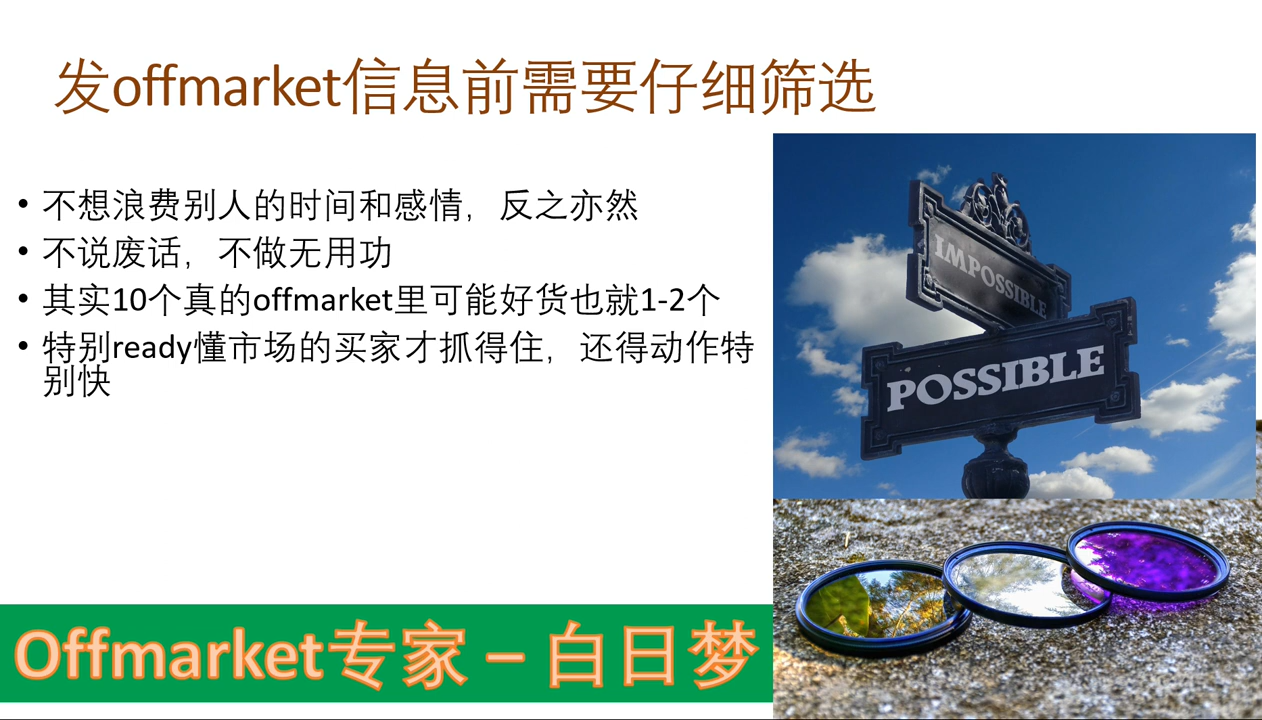 发offmarket信息前需要仔细筛选
• 不想浪费别人的时间和感情，反之亦然
• 不说废话，不做无用功
• 其实10个真的offmarket里可能好货也就1-2个
• 特别ready懂市场的买家才抓得住，还得动作特
别快
IMPOSSIBLE
POSSIBLE
Offmarket专家 – 白日梦